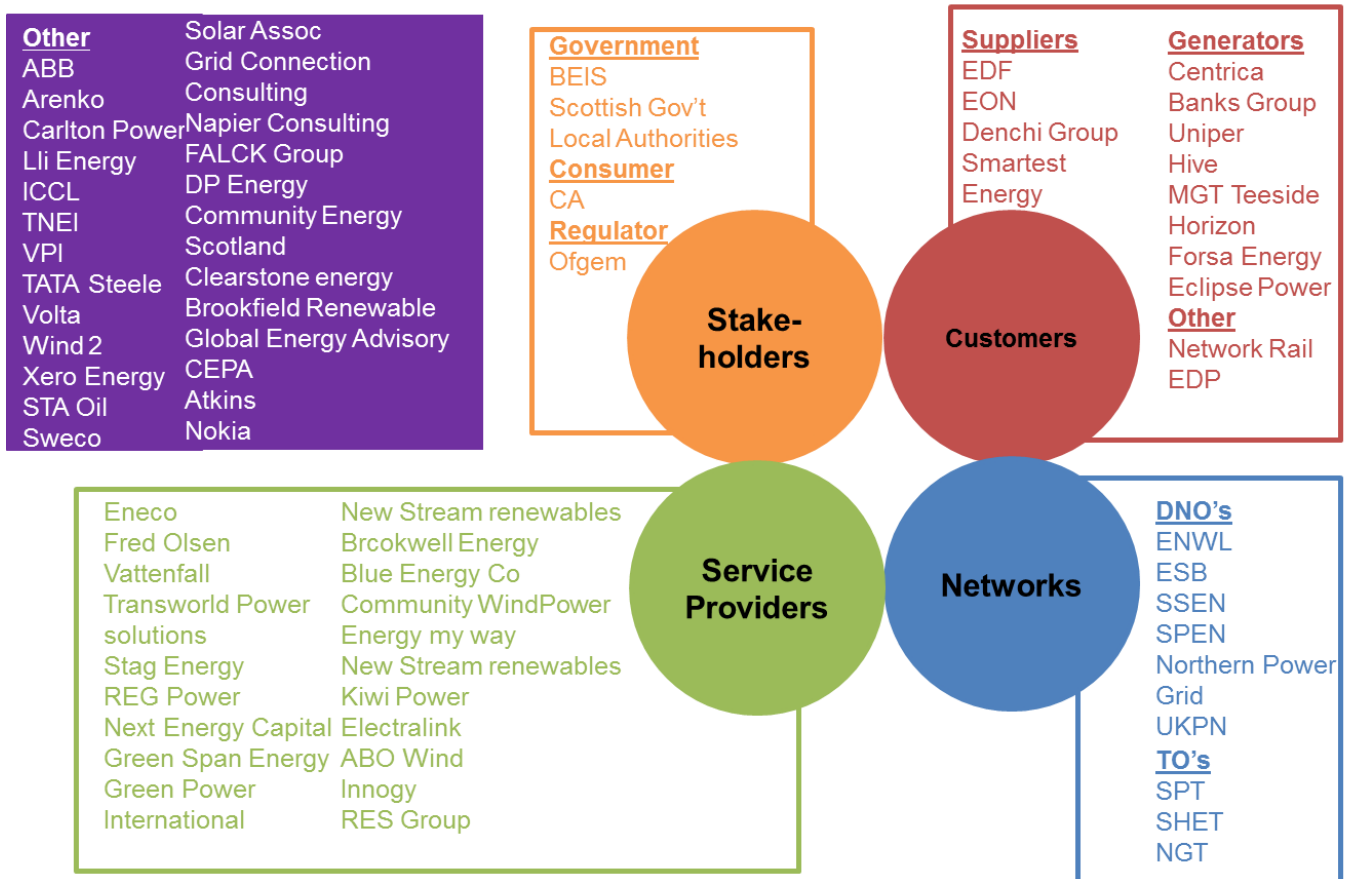 Other
ABB
Arenko
Carlton Power
Lli Energy
ICCL
TNEI
VPI
TATA Steele
Volta
Wind 2
Xero Energy
STA Oil
Sweco
Solar Assoc
Grid Connection
Consulting
Napier Consulting
FALCK Group
DP Energy
Community Energy
Scotland
Clearstone energy
Brookfield Renewable
Global Energy Advisory
CEPA
Atkins
Nokia
Government
BEIS
Scottish Gov't
Local Authorities
Consumer
CA
Regulator
Ofgem
Stake-
holders
Suppliers
EDF
EON
Denchi Group
Smartest
Energy
Generators
Centrica
Banks Group
Uniper
Hive
MGT Teeside
Horizon
Forsa Energy
Eclipse Power
Other
Network Rail
EDP
Customers
Eneco
Fred Olsen
Vattenfall
Transworld Power
solutions
Stag Energy
REG Power
Next Energy Capital
Green Span Energy
Green Power
International
New Stream renewables
Brcokwell Energy
Blue Energy Co
Community WindPower
Energy my way
New Stream renewables
Kiwi Power
Electralink
ABO Wind
Innogy
RES Group
Service
Providers
Networks
DNO's
ENWL
ESB
SSEN
SPEN
Northern Power
Grid
UKPN
TO's
SPT
SHET
NGT